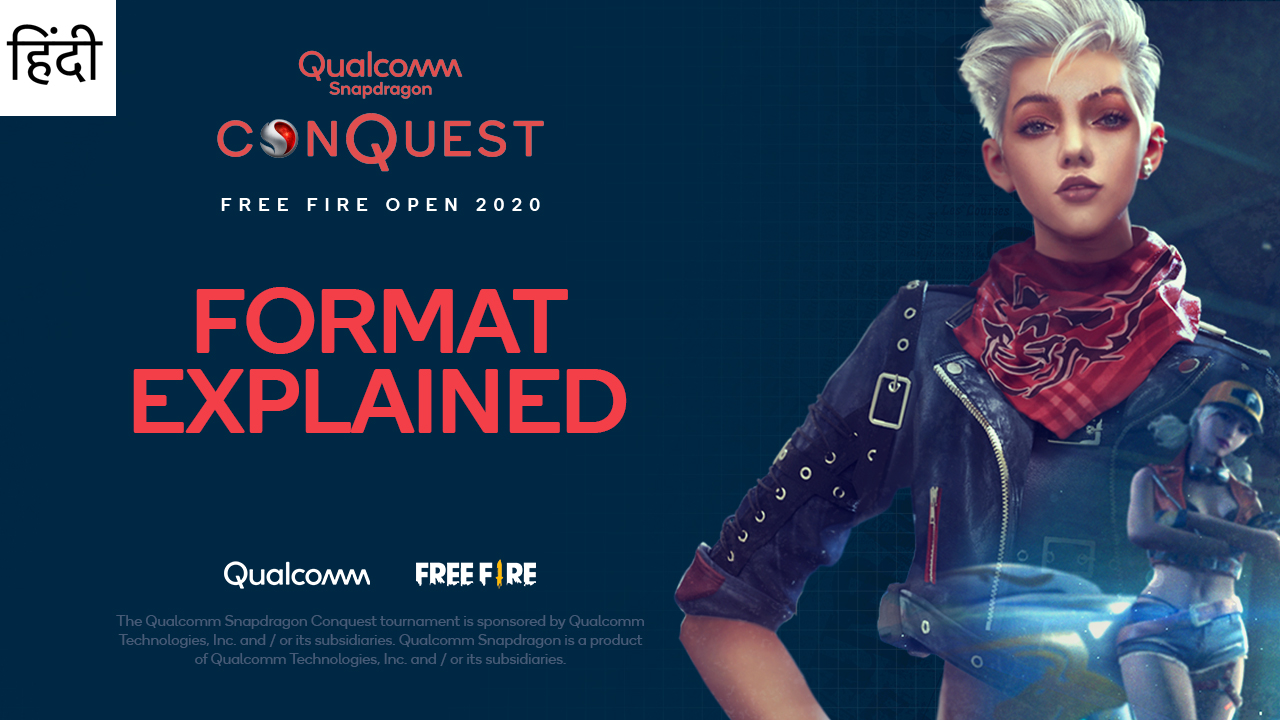 हिंदी
Qualcomm
Snapdragon
CONQUEST
FREE FIRE OPEN 2020
FORMAT
EXPLAINED
Qualcomm FREE FIRE
The Qualcomm Snapdragon Conquest tournament is sponsored by Qualcomm
Technologies, Inc. and / or its subsidiaries. Qualcomm Snapdragon is a product
of Qualcomm Technologies, Inc. and / or its subsidiaries.